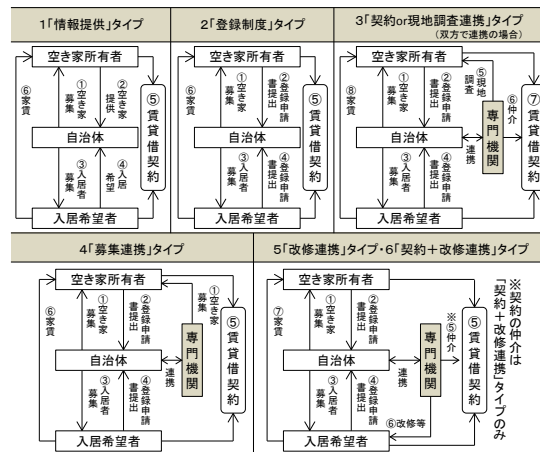 1「情報提供」タイプ
空き家所有者
⑥家賃
①空き家
募集
②空き家
提供
⑤賃貸借契約
自治体
③入居者
募集
④入居
希望
入居希望者
2「登録制度」タイプ
空き家所有者
⑥家賃
①空き家
募集
②登録申請
書提出
⑤賃貸借契約
自治体
③入居者
募集
④登録申請
書提出
入居希望者
3「契約or現地調査連携」タイプ
(双方で連携の場合)
空き家所有者
⑧家賃
①空き家
募集
②登録申請
書提出
⑤現地
調査
専門機関
⑥仲介
⑦賃貸借契約
自治体
連携
③入居者
募集
④登録申請
書提出
入居希望者
4「募集連携」タイプ
空き家所有者
⑥家賃
①空き家
募集
②登録申請
書提出
①空き家
募集
専門機関
⑤賃貸借契約
自治体
連携
③入居者
募集
④登録申請
書提出
入居希望者
5「改修連携」タイプ・6「契約+改修連携」タイプ
空き家所有者
⑦家賃
①空き家
募集
②登録申請
書提出
専門機関
※⑤仲介
⑤賃貸借契約
※契約の仲介は
「契約+改修連携」タイプのみ
自治体
連携
③入居者
募集
④登録申請
書提出
⑥改修等
入居希望者